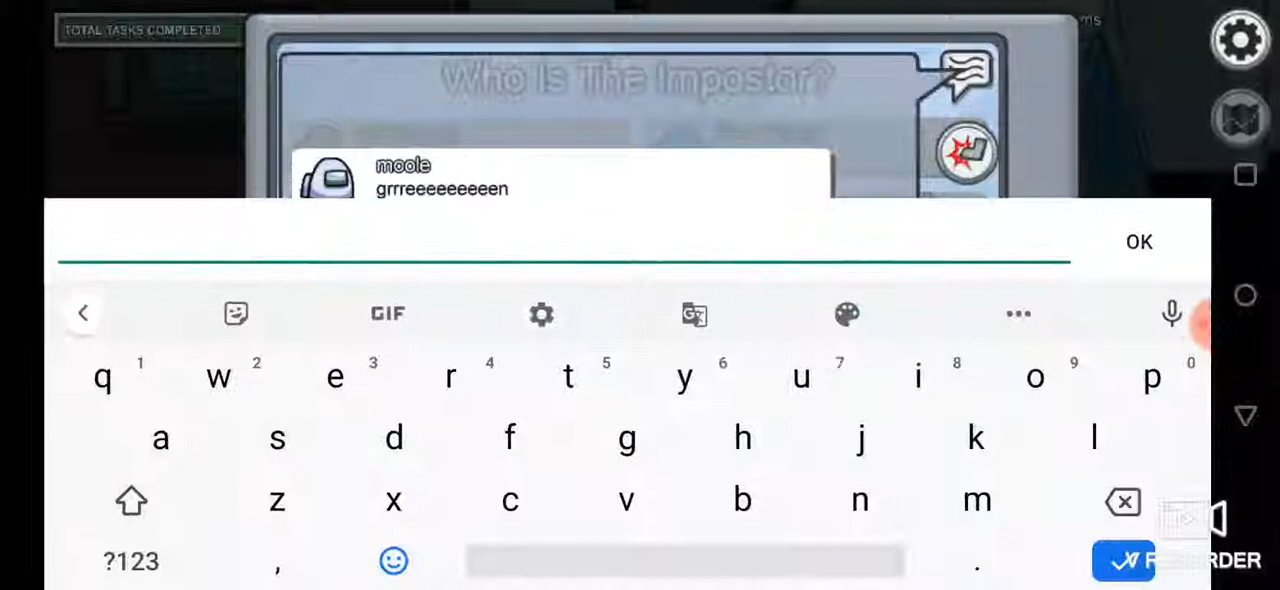 TOTAL TASKS COMPLETED
ms
Who Is The Impostor?
moole
grrreeeeeeeeen
OK
GIF
1 2 3 4 5 6 7 8 9 0
q w e r t y u i o p
a s d f g h j k l
z x c v b n m
?123 , .